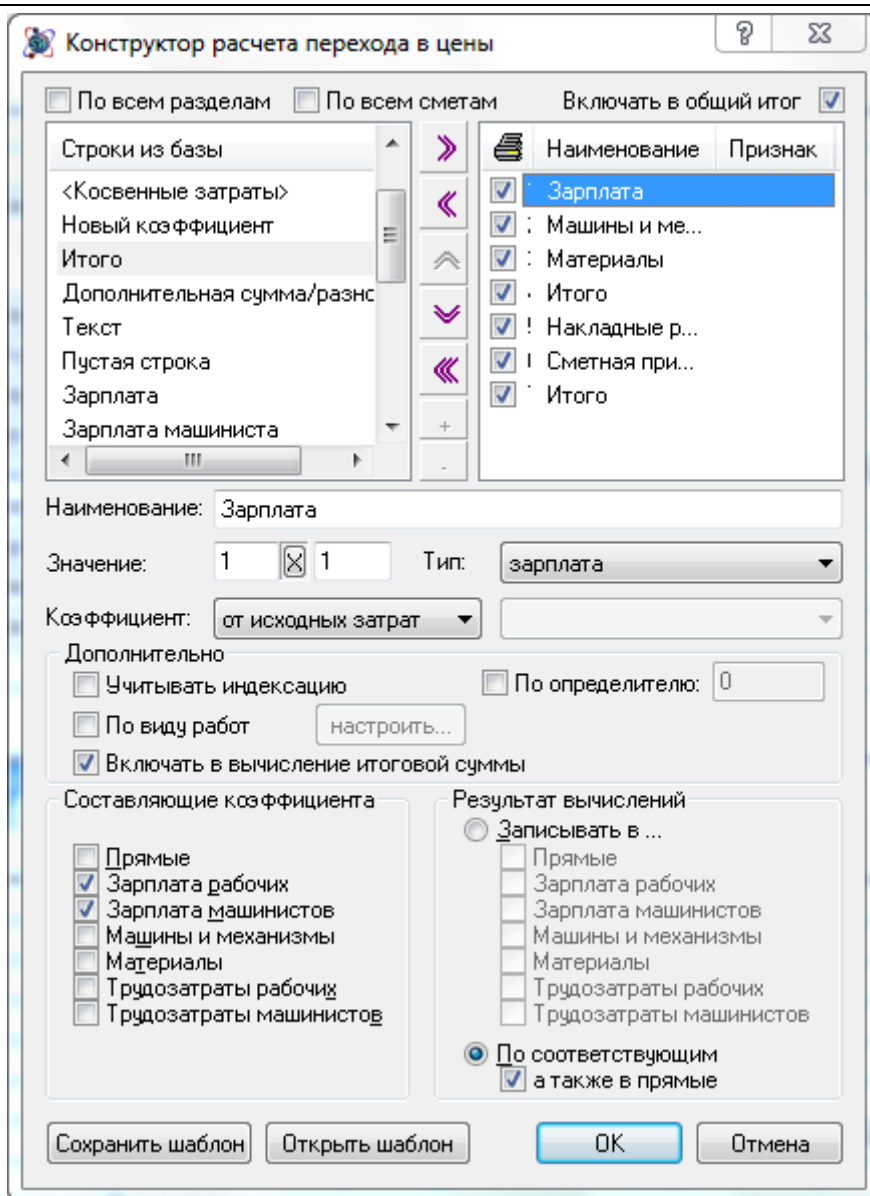 Конструктор расчета перехода в цены
По всем разделам По всем сметам Включать в общий итог
Строки из базы
<Косвенные затраты>
Новый коэффициент
Итого
Дополнительная сумма/разнс
Текст
Пустая строка
Зарплата
Зарплата машиниста
+
-
Наименование Признак
Зарплата
Машины и ме...
Материалы
Итого
Накладные р...
Сметная при...
Итого
Наименование: Зарплата
Значение: 1 X 1 Тип: зарплата
Коэффициент: от исходных затрат
Дополнительно
Учитывать индексацию По определителю: 0
По виду работ настроить...
Включать в вычисление итоговой суммы
Составляющие коэффициента
Прямые
Зарплата рабочих
Зарплата машинистов
Машины и механизмы
Материалы
Трудозатраты рабочих
Трудозатраты машинистов
Результат вычислений
Записывать в ...
Прямые
Зарплата рабочих
Зарплата машинистов
Машины и механизмы
Материалы
Трудозатраты рабочих
Трудозатраты машинистов
По соответствующим
а также в прямые
Сохранить шаблон Открыть шаблон OK Отмена